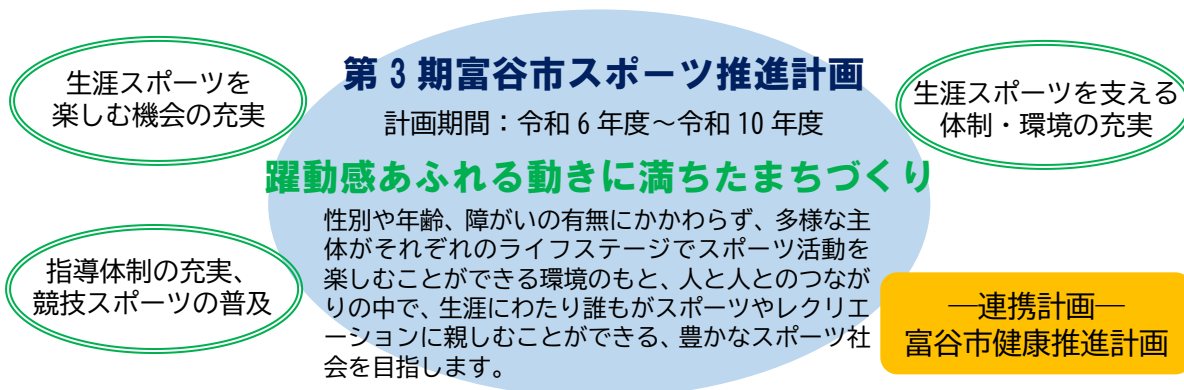 生涯スポーツを
楽しむ機会の充実
第3期富谷市スポーツ推進計画
計画期間：令和6年度～令和10年度
生涯スポーツを支える
体制・環境の充実
躍動感あふれる動きに満ちたまちづくり
性別や年齢、障がいの有無にかかわらず、多様な主
体がそれぞれのライフステージでスポーツ活動を
楽しむことができる環境のもと、人と人とのつなが
りの中で、生涯にわたり誰もがスポーツやレクリエ
ーションに親しむことができる、豊かなスポーツ社
会を目指します。
指導体制の充実、
競技スポーツの普及
―連携計画―
富谷市健康推進計画